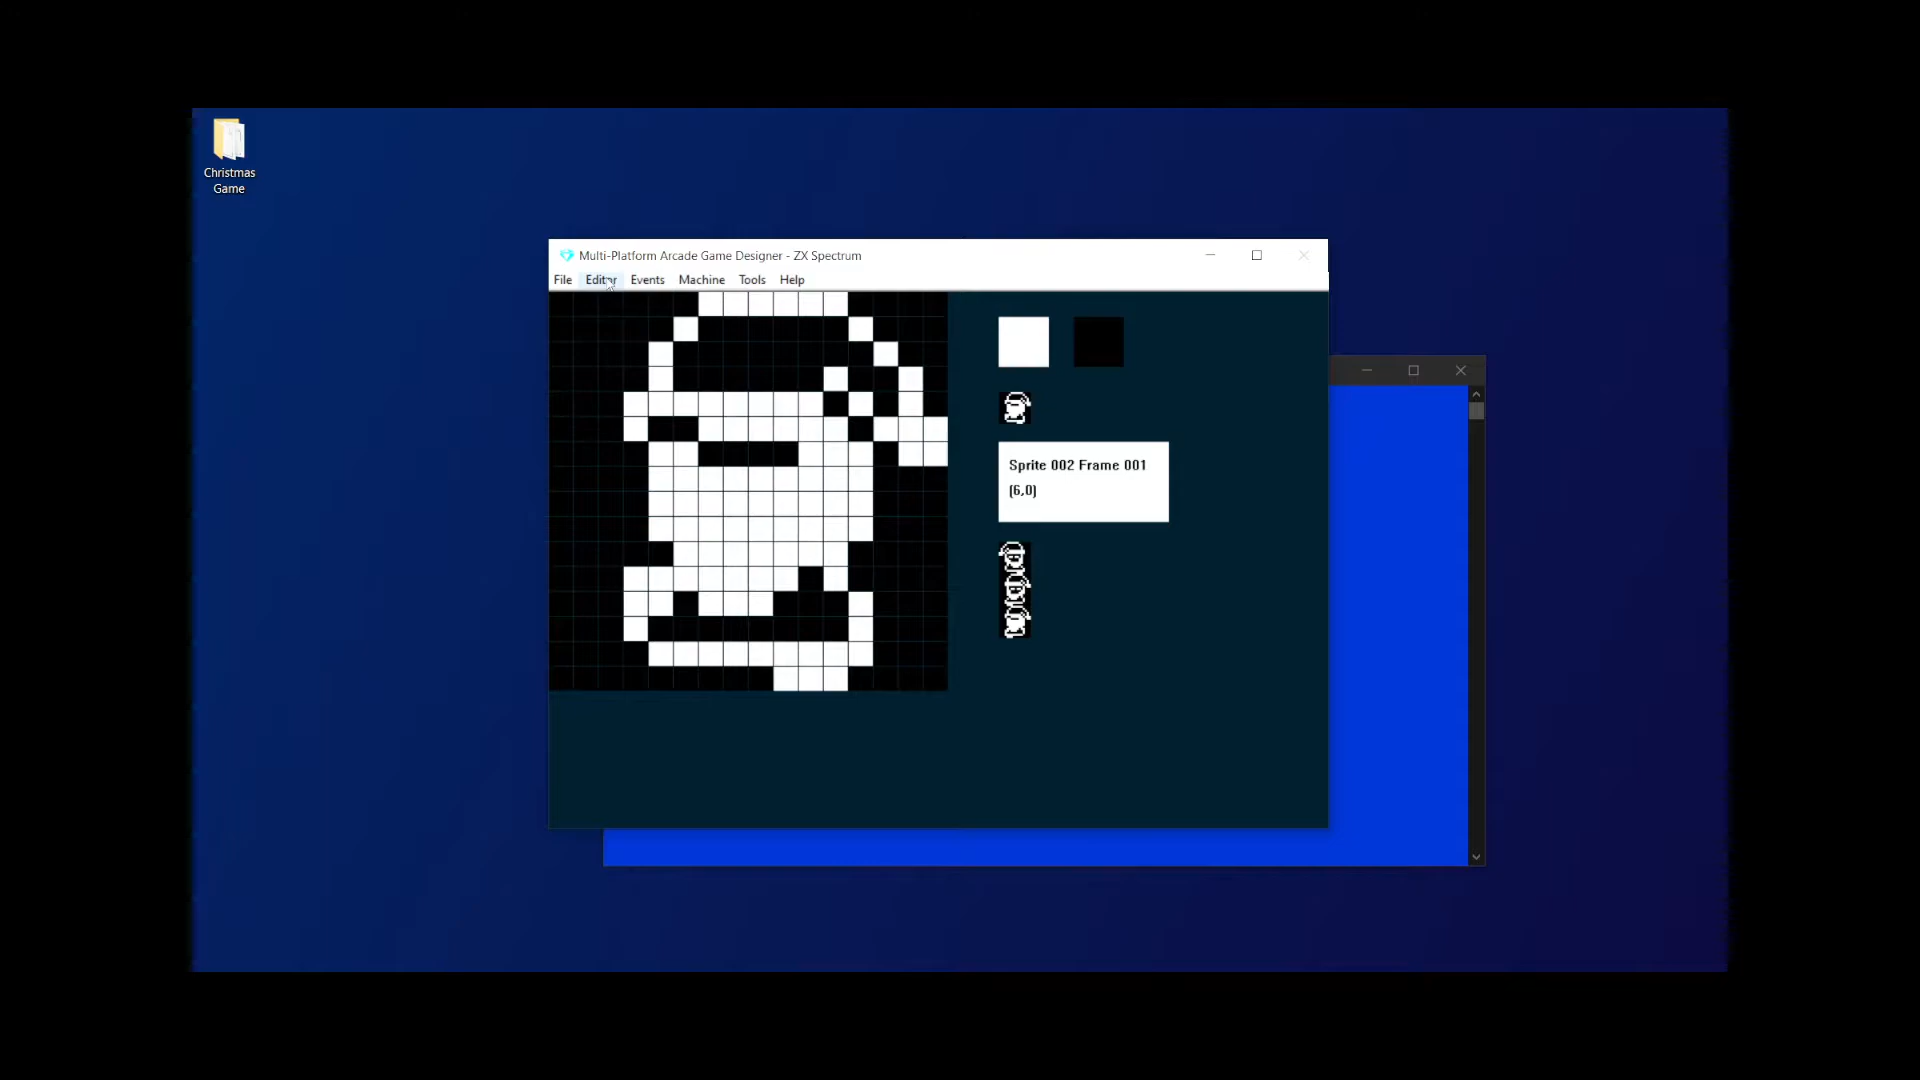 Christmas
Game
Multi-Platform Arcade Game Designer - ZX Spectrum
File Editor Events Machine Tools Help
Sprite 002 Frame 001
(6,0)